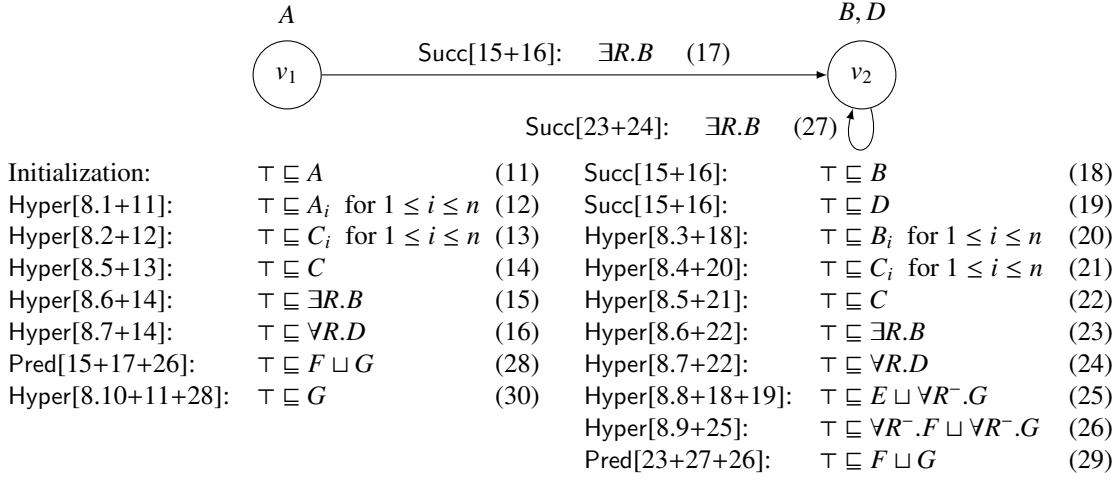 A
B, D
Succ[15+16]: ∃R.B (17)
v₁
v₂
Succ[23+24]: ∃R.B (27)
Initialization: ⊤ ⊑ A (11)
Hyper[8.1+11]: ⊤ ⊑ Aᵢ for 1 ≤ i ≤ n (12)
Hyper[8.2+12]: ⊤ ⊑ Cᵢ for 1 ≤ i ≤ n (13)
Hyper[8.5+13]: ⊤ ⊑ C (14)
Hyper[8.6+14]: ⊤ ⊑ ∃R.B (15)
Hyper[8.7+14]: ⊤ ⊑ ∀R.D (16)
Pred[15+17+26]: ⊤ ⊑ F ⊔ G (28)
Hyper[8.10+11+28]: ⊤ ⊑ G (30)
Succ[15+16]: ⊤ ⊑ B (18)
Succ[15+16]: ⊤ ⊑ D (19)
Hyper[8.3+18]: ⊤ ⊑ Bᵢ for 1 ≤ i ≤ n (20)
Hyper[8.4+20]: ⊤ ⊑ Cᵢ for 1 ≤ i ≤ n (21)
Hyper[8.5+21]: ⊤ ⊑ C (22)
Hyper[8.6+22]: ⊤ ⊑ ∃R.B (23)
Hyper[8.7+22]: ⊤ ⊑ ∀R.D (24)
Hyper[8.8+18+19]: ⊤ ⊑ E ⊔ ∀R⁻.G (25)
Hyper[8.9+25]: ⊤ ⊑ ∀R⁻.F ⊔ ∀R⁻.G (26)
Pred[23+27+26]: ⊤ ⊑ F ⊔ G (29)